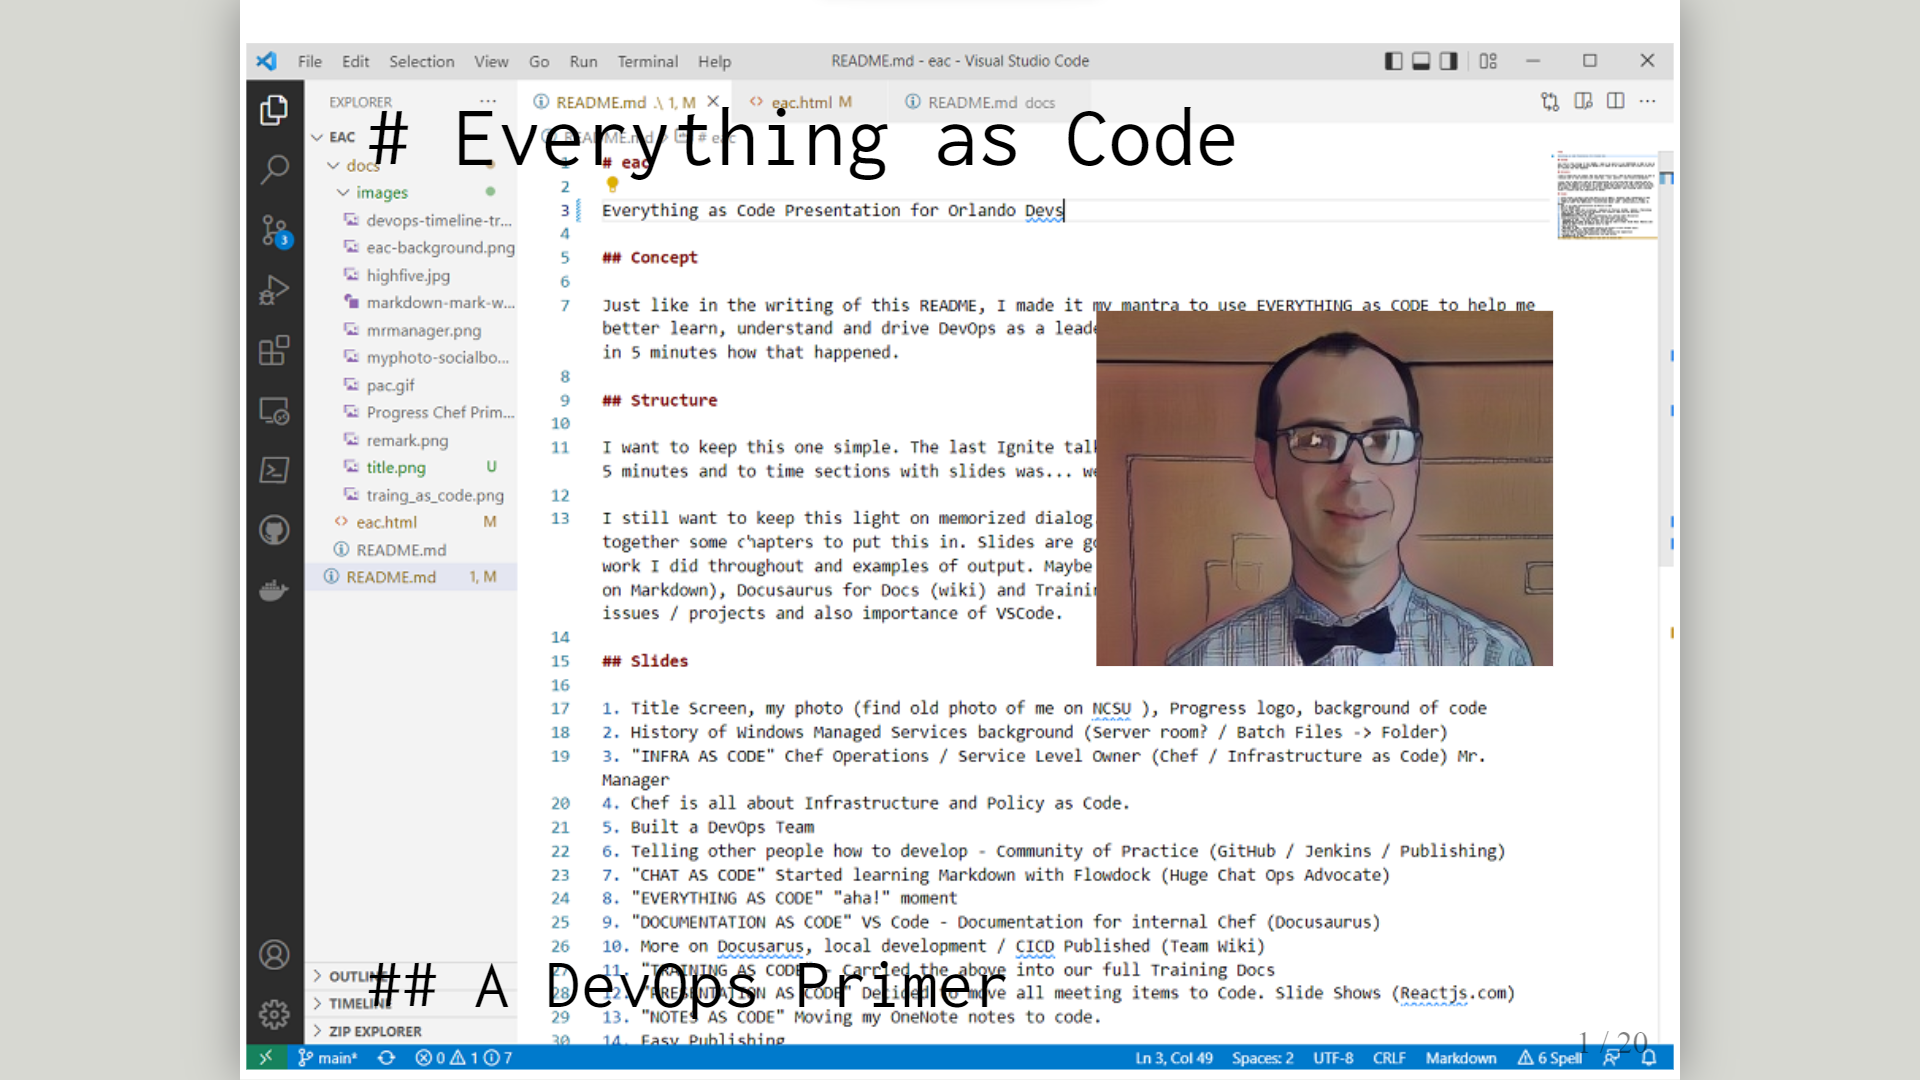 File Edit Selection View Go Run Terminal Help README.md - eac - Visual Studio Code
EXPLORER ...
README.md .\ 1, M
eac.html M
README.md docs
# Everything as Code
EAC
docs
images
devops-timeline-tr...
eac-background.png
highfive.jpg
markdown-mark-w...
mrmanager.png
myphoto-socialbo...
pac.gif
Progress Chef Prim...
remark.png
title.png U
traing_as_code.png
eac.html M
README.md
README.md 1, M
OUTLINE
TIMELINE
ZIP EXPLORER
3
README.md # eac
1 # eac
2
3 Everything as Code Presentation for Orlando Devs
4
5 ## Concept
6
7 Just like in the writing of this README, I made it my mantra to use EVERYTHING as CODE to help me
better learn, understand and drive DevOps as a leade
in 5 minutes how that happened.
8
9 ## Structure
10
11 I want to keep this one simple. The last Ignite talk
5 minutes and to time sections with slides was... we
12
13 I still want to keep this light on memorized dialog.
together some chapters to put this in. Slides are go
work I did throughout and examples of output. Maybe
on Markdown), Docusaurus for Docs (wiki) and Trainin
issues / projects and also importance of VSCode.
14
15 ## Slides
16
17 1. Title Screen, my photo (find old photo of me on NCSU ), Progress logo, background of code
18 2. History of Windows Managed Services background (Server room? / Batch Files -> Folder)
19 3. "INFRA AS CODE" Chef Operations / Service Level Owner (Chef / Infrastructure as Code) Mr.
Manager
20 4. Chef is all about Infrastructure and Policy as Code.
21 5. Built a DevOps Team
22 6. Telling other people how to develop - Community of Practice (GitHub / Jenkins / Publishing)
23 7. "CHAT AS CODE" Started learning Markdown with Flowdock (Huge Chat Ops Advocate)
24 8. "EVERYTHING AS CODE" "aha!" moment
25 9. "DOCUMENTATION AS CODE" VS Code - Documentation for internal Chef (Docusaurus)
26 10. More on Docusarus, local development / CICD Published (Team Wiki)
27 11. "TRAINING AS CODE" - Carried the above into our full Training Docs
28 12. "PRESENTATION AS CODE" Decided to move all meeting items to Code. Slide Shows (Reactjs.com)
29 13. "NOTES AS CODE" Moving my OneNote notes to code.
30 14. Easy Publishing
## A DevOps Primer
1 / 20
main* 0 1 7 Ln 3, Col 49 Spaces: 2 UTF-8 CRLF Markdown 6 Spell